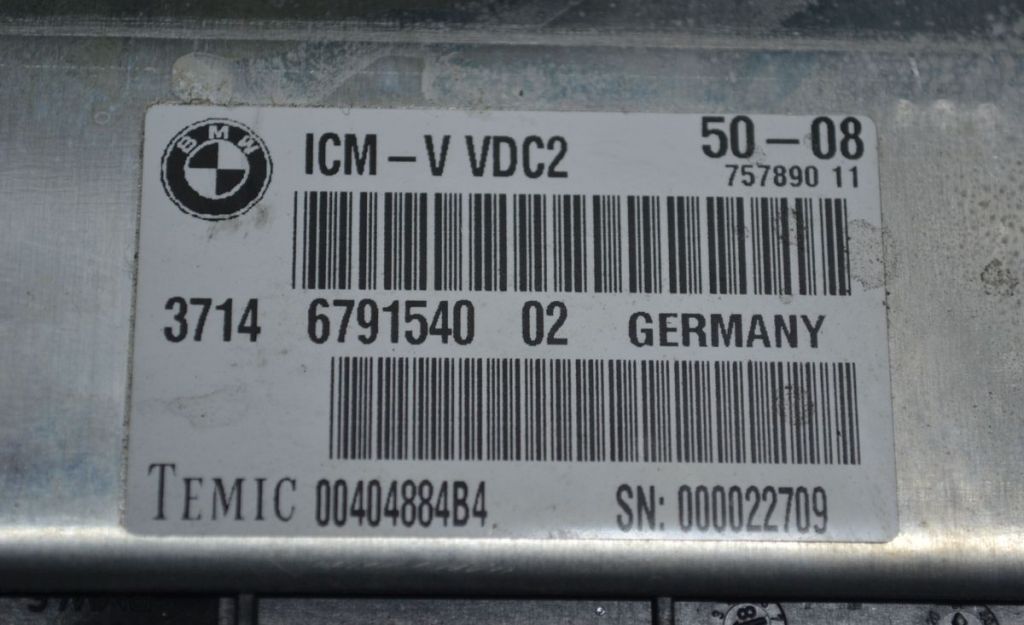 BMW
ICM - V VDC2
50 - 08
757890 11
3714 6791540 02 GERMANY
TEMIC 00404884B4 SN: 000022709